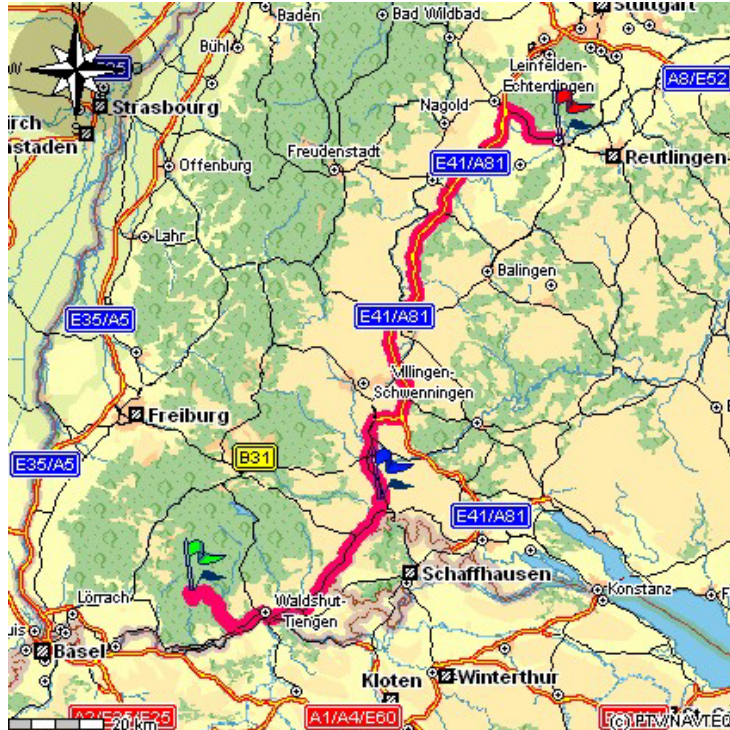 Stuttgart
Baden
Bad Wildbad
Bühl
N
W
Leinfelden-
Echterdingen
A8/E52
Strasbourg
Nagold
Freudenstadt
Reutlingen
Offenburg
E41/A81
Lahr
Balingen
E35/A5
E41/A81
Villingen-
Schwenningen
Freiburg
B31
E35/A5
E41/A81
Schaffhausen
Konstanz
Lörrach
Waldshut-
Tiengen
Basel
Winterthur
Kloten
20 km
A1/A4/E60
(c) PTV/NAVTEQ